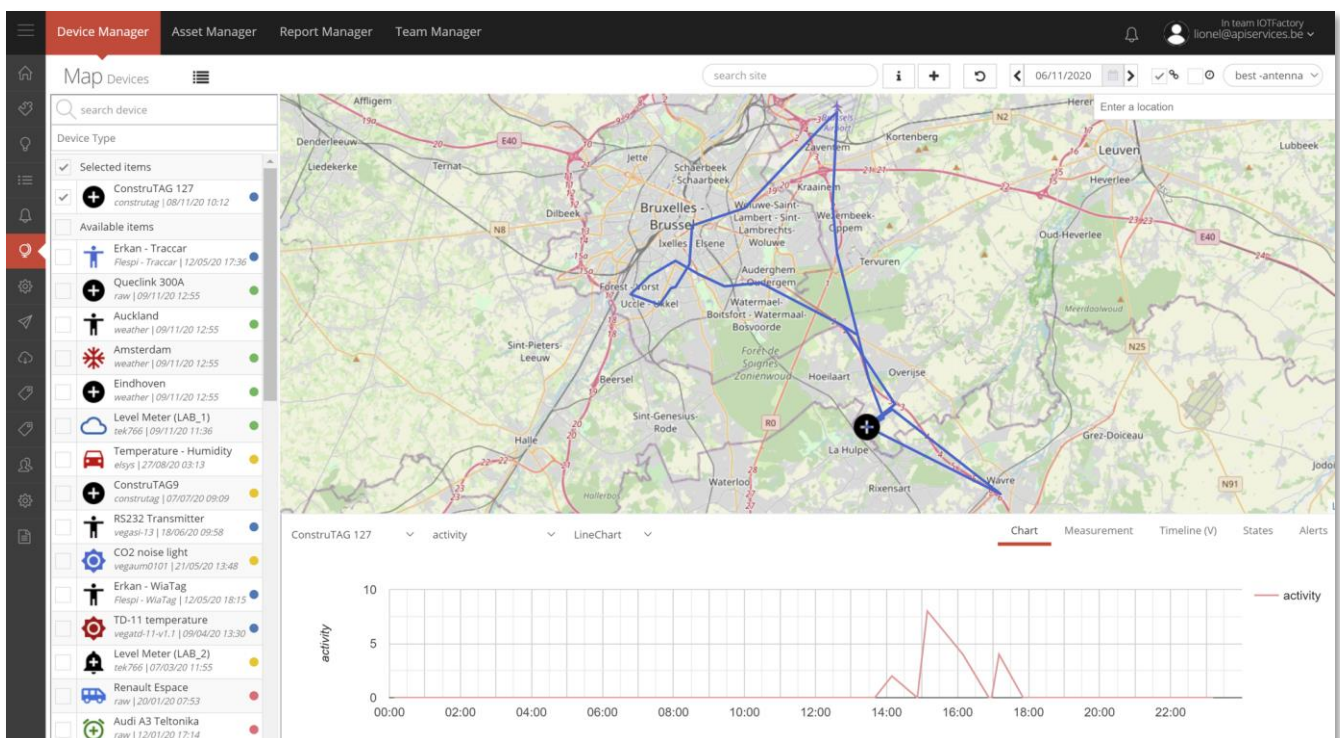 Device Manager
Asset Manager
Report Manager
Team Manager
In team IOTFactory
lionel@apiservices.be
Map Devices
search site
06/11/2020
best -antenna
search device
Device Type
Selected items
ConstruTAG 127
construtag | 08/11/20 10:12
Available items
Erkan - Traccar
Flespi - Traccar | 12/05/20 17:36
Queclink 300A
raw | 09/11/20 12:55
Auckland
weather | 09/11/20 12:55
Amsterdam
weather | 09/11/20 12:55
Eindhoven
weather | 09/11/20 12:55
Level Meter (LAB_1)
tek766 | 09/11/20 11:36
Temperature - Humidity
elsys | 27/08/20 03:13
ConstruTAG9
construtag | 07/07/20 09:09
RS232 Transmitter
vegasi-13 | 18/06/20 09:58
CO2 noise light
vegaum0101 | 21/05/20 13:48
Erkan - WiaTag
Flespi - WiaTag | 12/05/20 18:15
TD-11 temperature
vegatd-11-v1.1 | 09/04/20 13:30
Level Meter (LAB_2)
tek766 | 07/03/20 11:55
Renault Espace
raw | 20/01/20 07:53
Audi A3 Teltonika
raw | 12/01/20 17:14
Enter a location
Affligem
19a
Denderleeuw
E40
20
Liedekerke
Ternat
Jette
Schaerbeek
Schaarbeek
Brussels
Airport
Zaventem
Kortenberg
N2
Herent
Leuven
Lubbeek
Heverlee
21-21
Kraainem
Dilbeek
N8
Bruxelles -
Brussel
Woluwe-Saint-
Lambert - Sint-
Lambrechts-
Woluwe
Wezembeek-
Oppem
Ixelles - Elsene
Oud-Heverlee
23-23
E40
Tervuren
Auderghem
- Oudergem
Forest - Vorst
Uccle - Ukkel
Watermael-
Boitsfort - Watermaal-
Bosvoorde
Meerdaalwoud
N25
Sint-Pieters-
Leeuw
Forêt de
Soignes
Zoniënwoud
Hoeilaart
Overijse
Beersel
Sint-Genesius-
Rode
R0
La Hulpe
Grez-Doiceau
Halle
Hallerbos
Waterloo
Rixensart
Wavre
N91
ConstruTAG 127
activity
LineChart
Chart
Measurement
Timeline (V)
States
Alerts
10
5
0
activity
activity
00:00
02:00
04:00
06:00
08:00
10:00
12:00
14:00
16:00
18:00
20:00
22:00